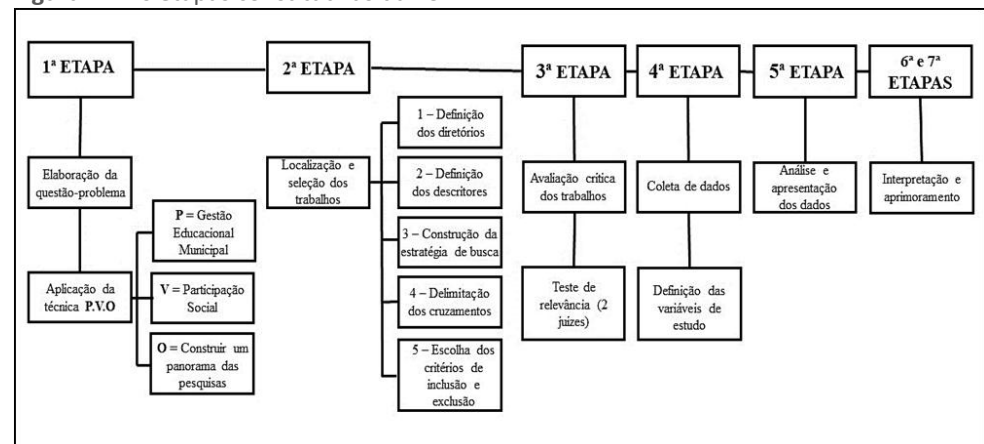 1ª ETAPA
2ª ETAPA
3ª ETAPA
4ª ETAPA
5ª ETAPA
6ª e 7ª
ETAPAS
Elaboração da
questão-problema
Aplicação da
técnica P.V.O
P = Gestão
Educacional
Municipal
V = Participação
Social
O = Construir um
panorama das
pesquisas
Localização e
seleção dos
trabalhos
1 – Definição
dos diretórios
2 – Definição
dos descritores
3 – Construção da
estratégia de busca
4 – Delimitação
dos cruzamentos
5 – Escolha dos
critérios de
inclusão e
exclusão
Avaliação crítica
dos trabalhos
Teste de
relevância (2
juizes)
Coleta de dados
Definição das
variáveis de
estudo
Análise e
apresentação
dos dados
Interpretação e
aprimoramento